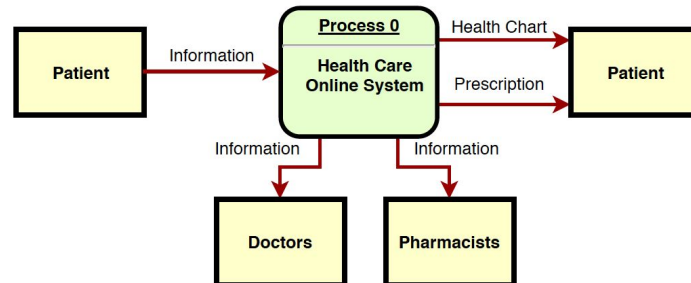 Process 0
Health Chart
Information
Patient
Health Care
Online System
Patient
Prescription
Information
Information
Doctors
Pharmacists